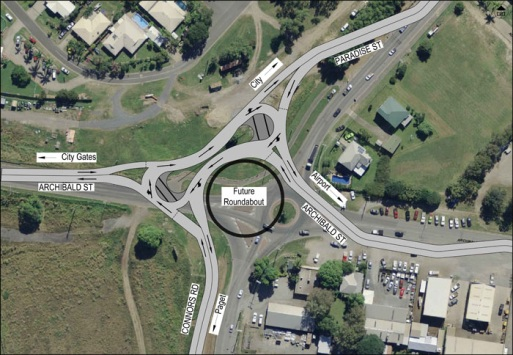 City
PARADISE ST
City Gates
ARCHIBALD ST
Future
Roundabout
Airport
ARCHIBALD ST
CONNORS RD
Paget